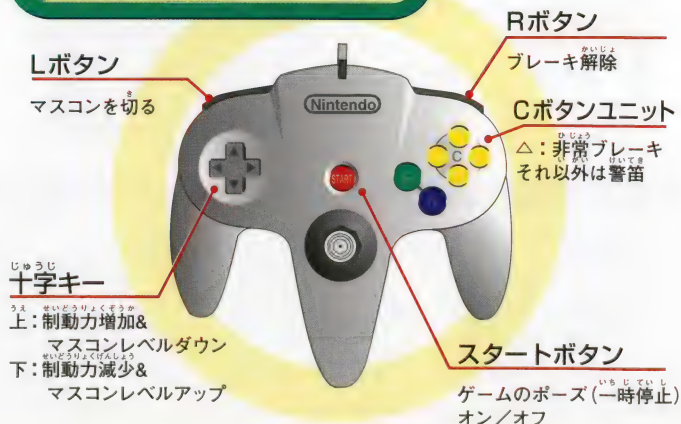 Rボタン
ブレーキ解除
Lボタン
マスコンを切る
Nintendo
Cボタンユニット
△：非常ブレーキ
それ以外は警笛
C
START
十字キー
上：制動力増加&
マスコンレベルダウン
下：制動力減少&
マスコンレベルアップ
スタートボタン
ゲームのポーズ（一時停止）
オン／オフ